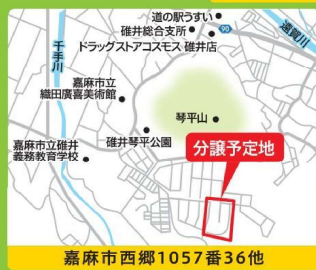 道の駅うすい
碓井総合支所
90
遠賀川
ドラッグストアコスモス 碓井店
千手川
嘉麻市立
織田廣喜美術館
琴平山
碓井琴平公園
嘉麻市立碓井
義務教育学校
分譲予定地
嘉麻市西郷1057番36他